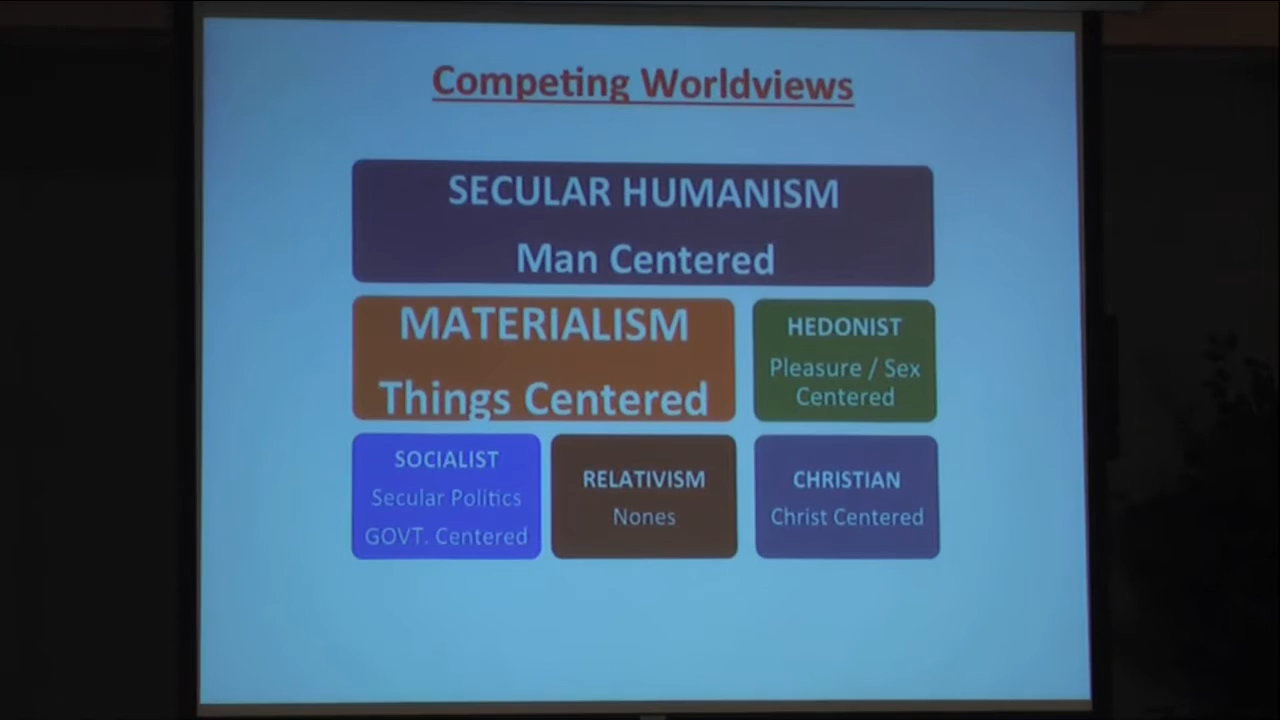 Competing Worldviews
SECULAR HUMANISM
Man Centered
MATERIALISM
Things Centered
HEDONIST
Pleasure / Sex
Centered
SOCIALIST
Secular Politics
GOVT. Centered
RELATIVISM
Nones
CHRISTIAN
Christ Centered